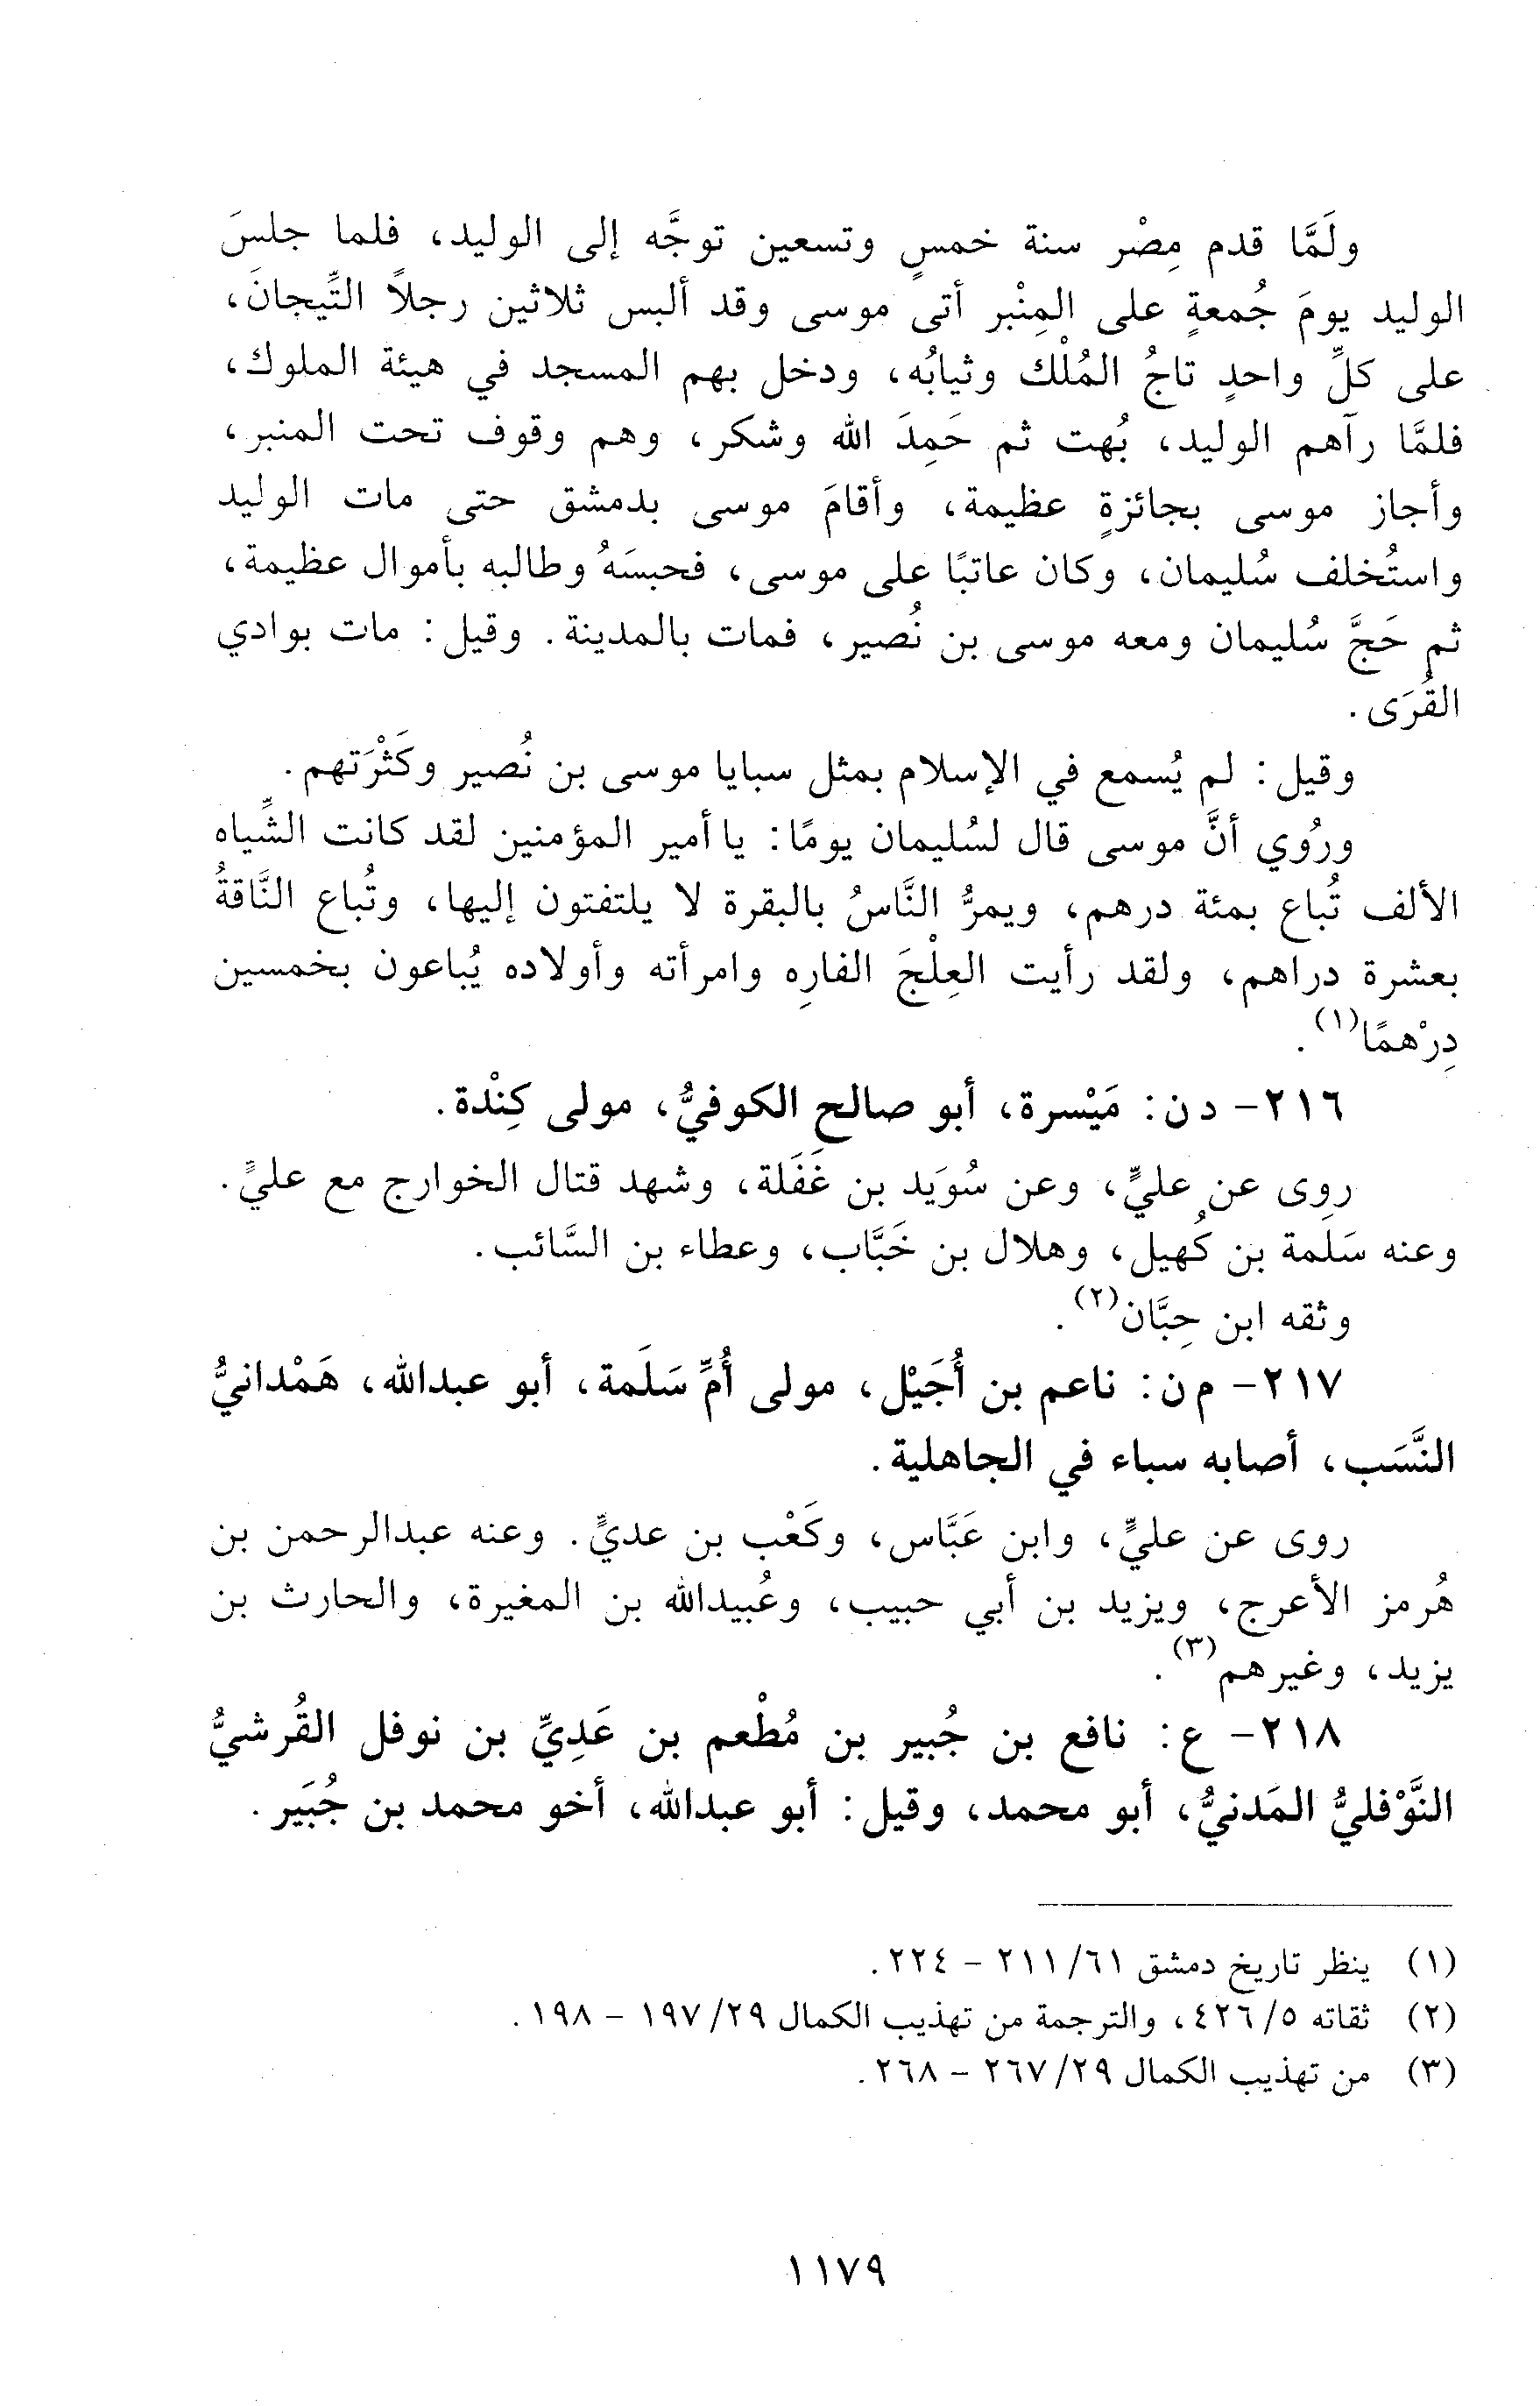 ولَمَّا قدم مِصْر سنة خمسٍ وتسعين توجَّه إلى الوليد، فلما جلسَ
الوليد يومَ جُمعةٍ على المِنْبر أتى موسى وقد ألبس ثلاثين رجلاً التِّيجانَ،
على كلِّ واحدٍ تاجُ المُلْك وثيابُه، ودخل بهم المسجد في هيئة الملوك،
فلمَّا رآهم الوليد، بُهت ثم حَمِدَ الله وشكر، وهم وقوف تحت المنبر،
وأجاز موسى بجائزةٍ عظيمة، وأقامَ موسى بدمشق حتى مات الوليد
واستُخلف سُليمان، وكان عاتبًا على موسى، فحبسَهُ وطالبه بأموال عظيمة،
ثم حَجَّ سُليمان ومعه موسى بن نُصير، فمات بالمدينة. وقيل: مات بوادي
القُرَى.
وقيل: لم يُسمع في الإسلام بمثل سبايا موسى بن نُصير وكَثْرَتهم.
ورُوي أنَّ موسى قال لسُليمان يومًا: يا أمير المؤمنين لقد كانت الشِّياه
الألف تُباع بمئة درهم، ويمرُّ النَّاسُ بالبقرة لا يلتفتون إليها، وتُباع النَّاقةُ
بعشرة دراهم، ولقد رأيت العِلْجَ الفارِه وامرأته وأولاده يُباعون بخمسين
دِرْهمًا(١).
٢١٦- د ن: مَيْسرة، أبو صالح الكوفيُّ، مولى كِنْدة.
روى عن عليٍّ، وعن سُوَيد بن غَفَلة، وشهد قتال الخوارج مع عليٍّ.
وعنه سَلَمة بن كُهيل، وهلال بن خَبَّاب، وعطاء بن السَّائب.
وثقه ابن حِبَّان(٢).
٢١٧- م ن: ناعم بن أُجَيْل، مولى أُمِّ سَلَمة، أبو عبدالله، هَمْدانيُّ
النَّسَب، أصابه سباء في الجاهلية.
روى عن عليٍّ، وابن عَبَّاس، وكَعْب بن عديٍّ. وعنه عبدالرحمن بن
هُرمز الأعرج، ويزيد بن أبي حبيب، وعُبيدالله بن المغيرة، والحارث بن
يزيد، وغيرهم(٣).
٢١٨- ع: نافع بن جُبير بن مُطْعم بن عَدِيِّ بن نوفل القُرشيُّ
النَّوْفليُّ المَدنيُّ، أبو محمد، وقيل: أبو عبدالله، أخو محمد بن جُبَير.
(١) ينظر تاريخ دمشق ٦١/ ٢١١ - ٢٢٤.
(٢) ثقاته ٥/ ٤٢٦، والترجمة من تهذيب الكمال ٢٩/ ١٩٧ - ١٩٨.
(٣) من تهذيب الكمال ٢٩/ ٢٦٧ - ٢٦٨.
١١٧٩